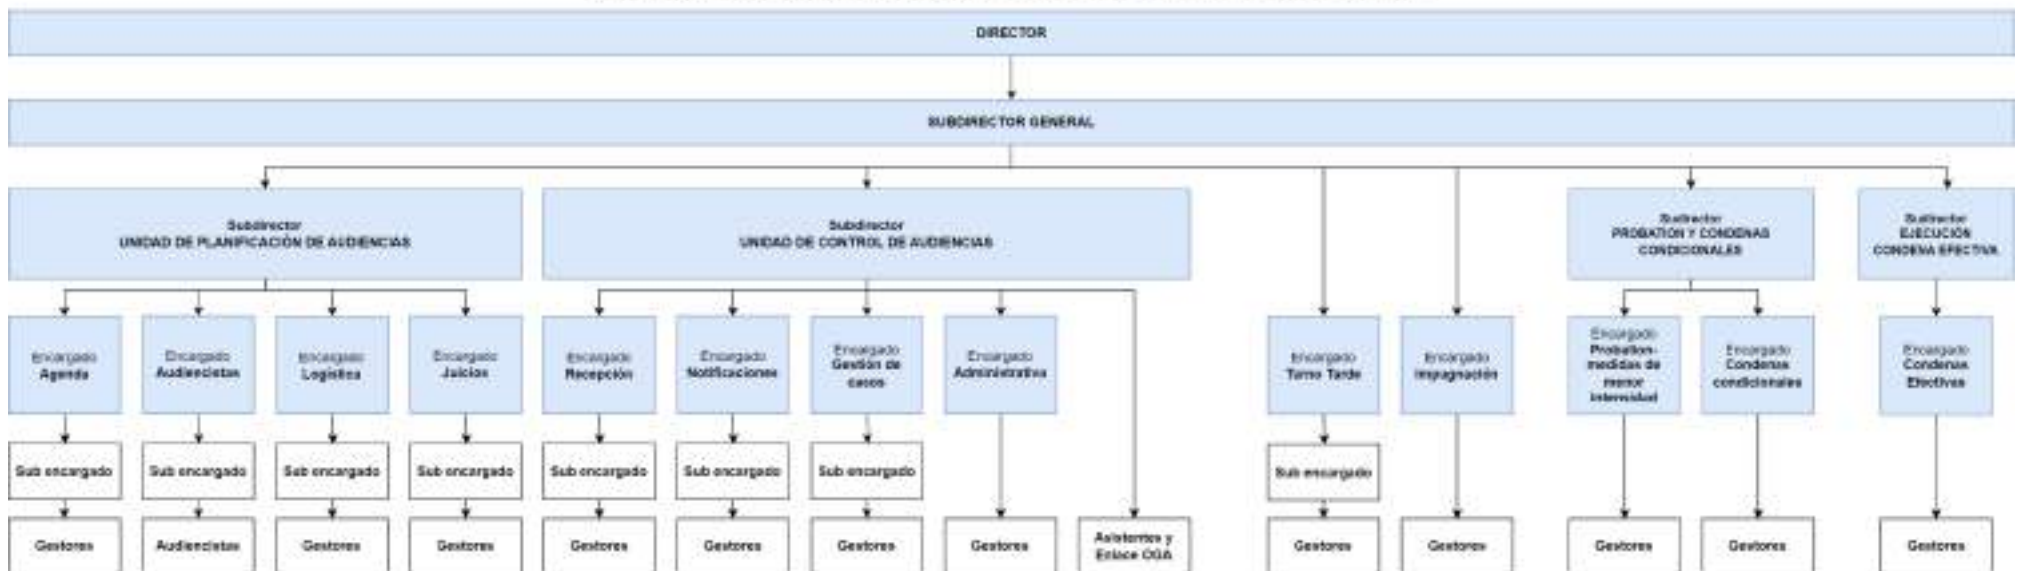 DIRECTOR
SUBDIRECTOR GENERAL
Subdirector
UNIDAD DE PLANIFICACIÓN DE AUDIENCIAS
Subdirector
UNIDAD DE CONTROL DE AUDIENCIAS
Sudirector
PROBATION Y CONDENAS
CONDICIONALES
Sudirector
EJECUCIÓN
CONDENA EFECTIVA
Encargado
Agenda
Encargado
Audiencistas
Encargado
Logística
Encargado
Juicios
Encargado
Recepción
Encargado
Notificaciones
Encargado
Gestión de
casos
Encargado
Administrativa
Encargado
Turno Tarde
Encargado
Impugnación
Encargado
Probation-
medidas de
menor
intensidad
Encargado
Condenas
condicionales
Encargado
Condenas
Efectivas
Sub encargado
Sub encargado
Sub encargado
Sub encargado
Sub encargado
Sub encargado
Sub encargado
Sub encargado
Gestores
Audiencistas
Gestores
Gestores
Gestores
Gestores
Gestores
Gestores
Asistentes y
Enlace OGA
Gestores
Gestores
Gestores
Gestores
Gestores